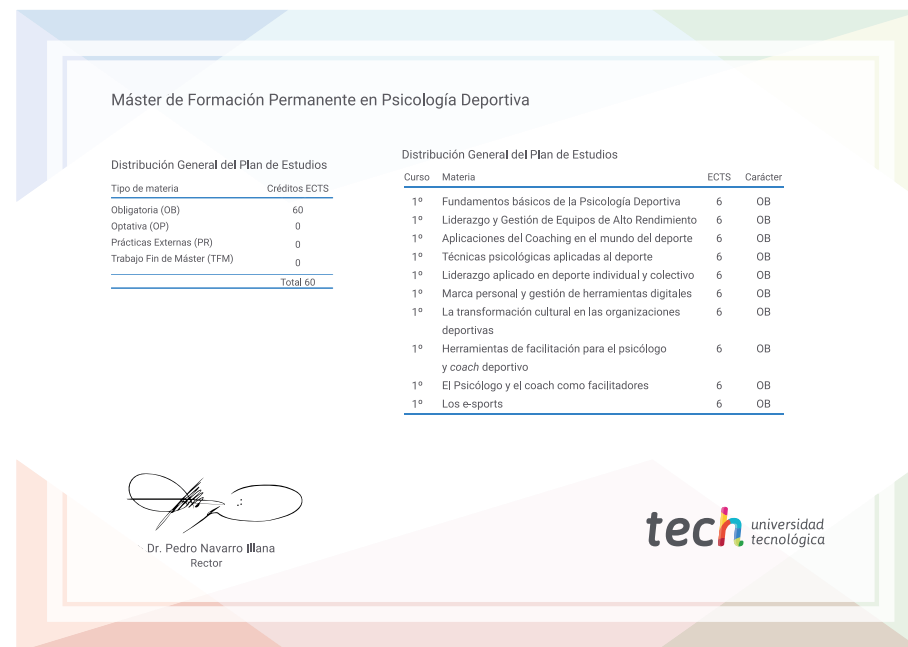 Máster de Formación Permanente en Psicología Deportiva
Distribución General del Plan de Estudios
Tipo de materia Créditos ECTS
Obligatoria (OB) 60
Optativa (OP) 0
Prácticas Externas (PR) 0
Trabajo Fin de Máster (TFM) 0
Total 60
Distribución General del Plan de Estudios
Curso Materia ECTS Carácter
1º Fundamentos básicos de la Psicología Deportiva 6 OB
1º Liderazgo y Gestión de Equipos de Alto Rendimiento 6 OB
1º Aplicaciones del Coaching en el mundo del deporte 6 OB
1º Técnicas psicológicas aplicadas al deporte 6 OB
1º Liderazgo aplicado en deporte individual y colectivo 6 OB
1º Marca personal y gestión de herramientas digitales 6 OB
1º La transformación cultural en las organizaciones 6 OB
deportivas
1º Herramientas de facilitación para el psicólogo 6 OB
y coach deportivo
1º El Psicólogo y el coach como facilitadores 6 OB
1º Los e-sports 6 OB
Dr. Pedro Navarro Illana
Rector
tech universidad
tecnológica